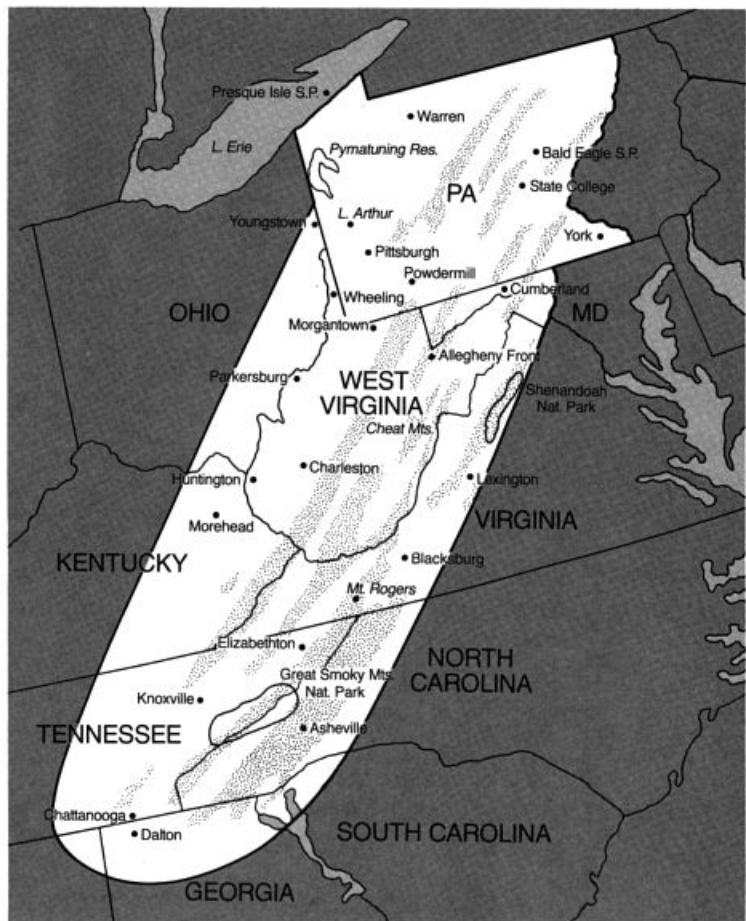 Presque Isle S.P.
Warren
L. Erie
Pymatuning Res.
Bald Eagle S.P.
PA
State College
L. Arthur
Youngstown
York
Pittsburgh
Powdermill
Cumberland
Wheeling
OHIO
MD
Morgantown
Allegheny Front
Parkersburg
WEST
VIRGINIA
Shenandoah
Nat. Park
Cheat Mts.
Charleston
Huntington
Lexington
Morehead
VIRGINIA
KENTUCKY
Blacksburg
Mt. Rogers
Elizabethton
NORTH
CAROLINA
Great Smoky Mts.
Nat. Park
Knoxville
TENNESSEE
Asheville
Chattanooga
Dalton
SOUTH CAROLINA
GEORGIA